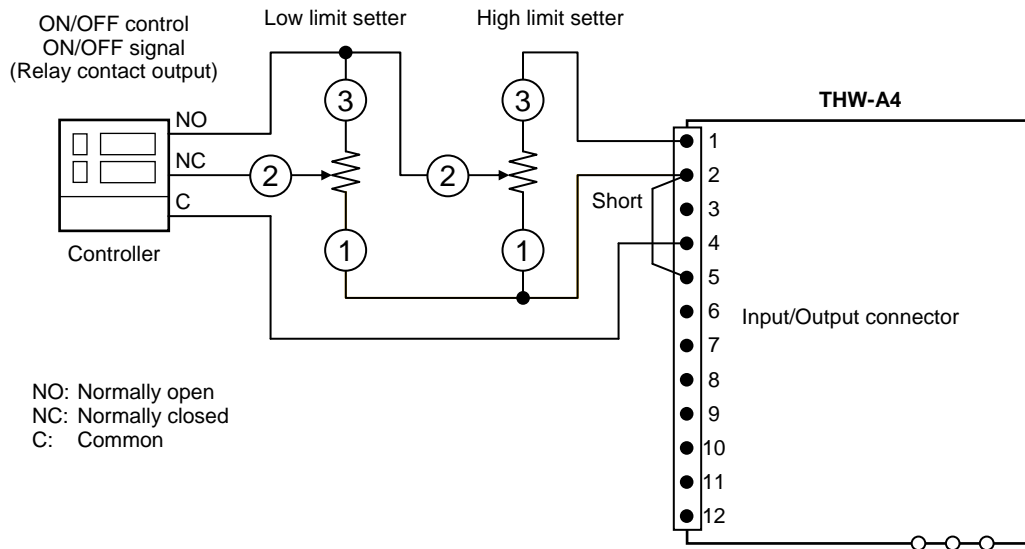 ON/OFF control
ON/OFF signal
(Relay contact output)
Low limit setter
High limit setter
NO
NC
C
Controller
3
2
1
3
2
1
Short
THW-A4
1
2
3
4
5
6
7
8
9
10
11
12
Input/Output connector
NO: Normally open
NC: Normally closed
C: Common